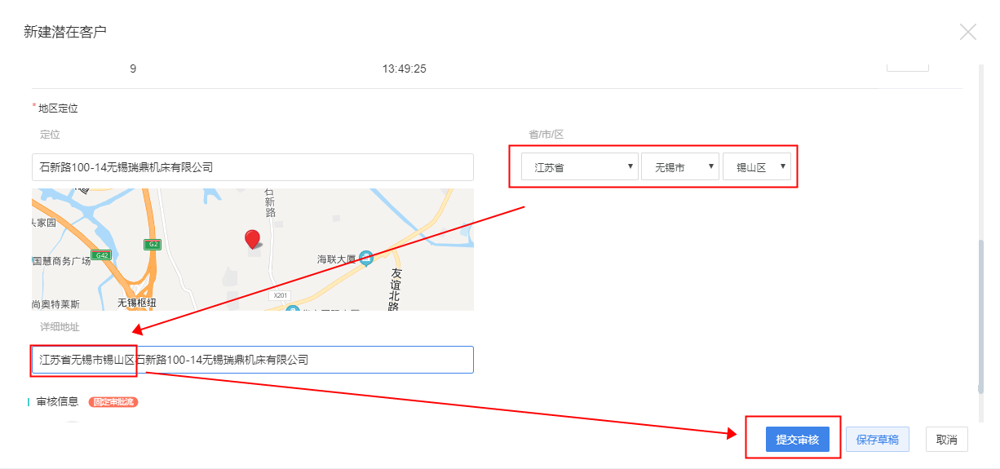 新建潜在客户
9 13:49:25
*地区定位
定位 省/市/区
石新路100-14无锡瑞鼎机床有限公司 江苏省 无锡市 锡山区
石新路
头家园
G2
G42
国慧商务广场
海联大厦
友谊北路
X201
尚奥特莱斯
无锡枢纽
详细地址
江苏省无锡市锡山区石新路100-14无锡瑞鼎机床有限公司
审核信息 固定审批流
提交审核 保存草稿 取消